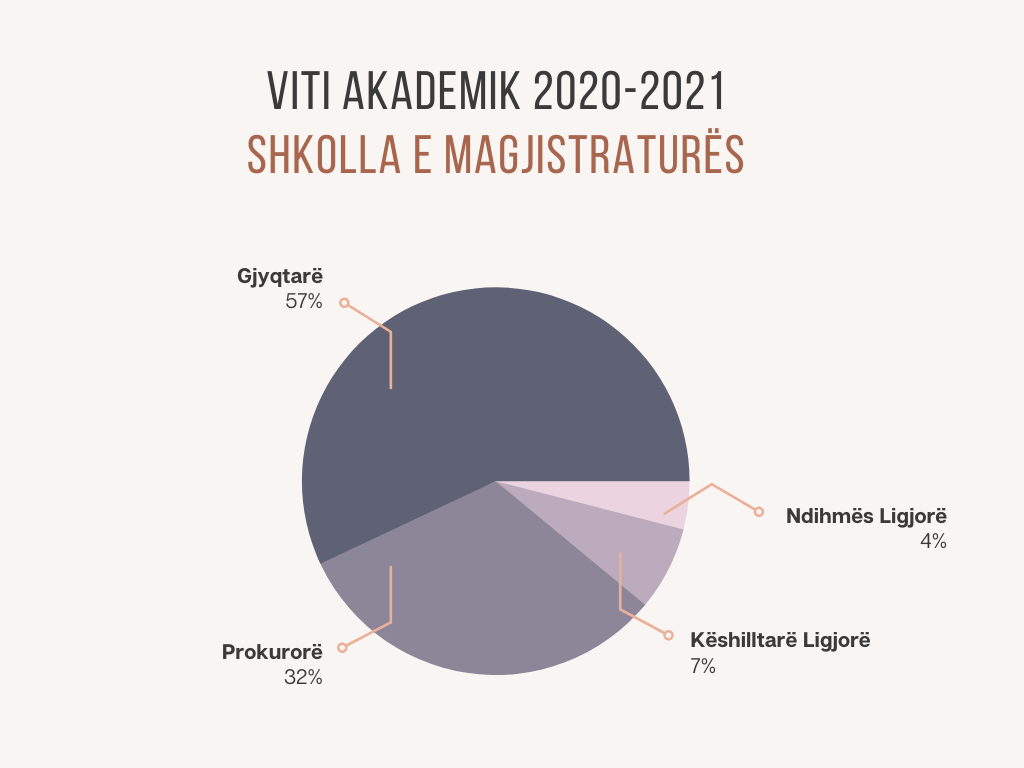 VITI AKADEMIK 2020-2021
SHKOLLA E MAGJISTRATURËS
Gjyqtarë
57%
Ndihmës Ligjorë
4%
Këshilltarë Ligjorë
7%
Prokurorë
32%